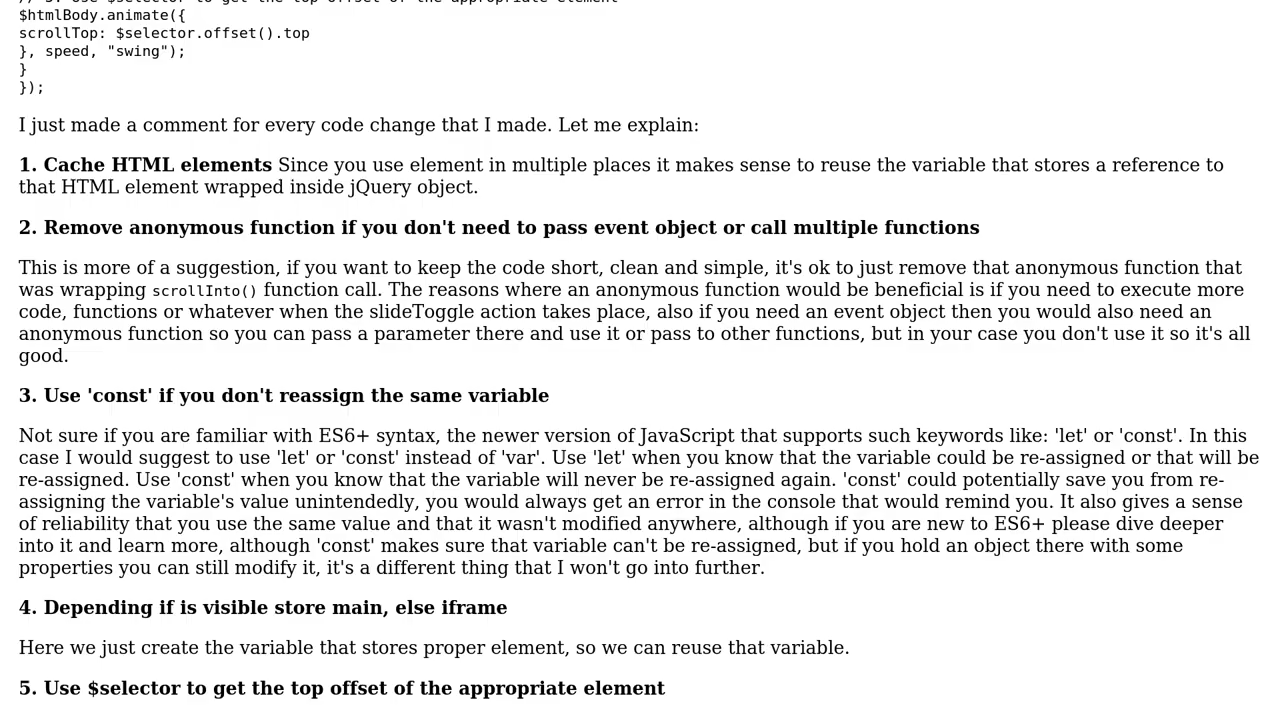 // 5. Use $selector to get the top offset of the appropriate element
$htmlBody.animate({
scrollTop: $selector.offset().top
}, speed, "swing");
}
});
I just made a comment for every code change that I made. Let me explain:
1. Cache HTML elements Since you use element in multiple places it makes sense to reuse the variable that stores a reference to
that HTML element wrapped inside jQuery object.
2. Remove anonymous function if you don't need to pass event object or call multiple functions
This is more of a suggestion, if you want to keep the code short, clean and simple, it's ok to just remove that anonymous function that
was wrapping scrollInto() function call. The reasons where an anonymous function would be beneficial is if you need to execute more
code, functions or whatever when the slideToggle action takes place, also if you need an event object then you would also need an
anonymous function so you can pass a parameter there and use it or pass to other functions, but in your case you don't use it so it's all
good.
3. Use 'const' if you don't reassign the same variable
Not sure if you are familiar with ES6+ syntax, the newer version of JavaScript that supports such keywords like: 'let' or 'const'. In this
case I would suggest to use 'let' or 'const' instead of 'var'. Use 'let' when you know that the variable could be re-assigned or that will be
re-assigned. Use 'const' when you know that the variable will never be re-assigned again. 'const' could potentially save you from re-
assigning the variable's value unintendedly, you would always get an error in the console that would remind you. It also gives a sense
of reliability that you use the same value and that it wasn't modified anywhere, although if you are new to ES6+ please dive deeper
into it and learn more, although 'const' makes sure that variable can't be re-assigned, but if you hold an object there with some
properties you can still modify it, it's a different thing that I won't go into further.
4. Depending if is visible store main, else iframe
Here we just create the variable that stores proper element, so we can reuse that variable.
5. Use $selector to get the top offset of the appropriate element